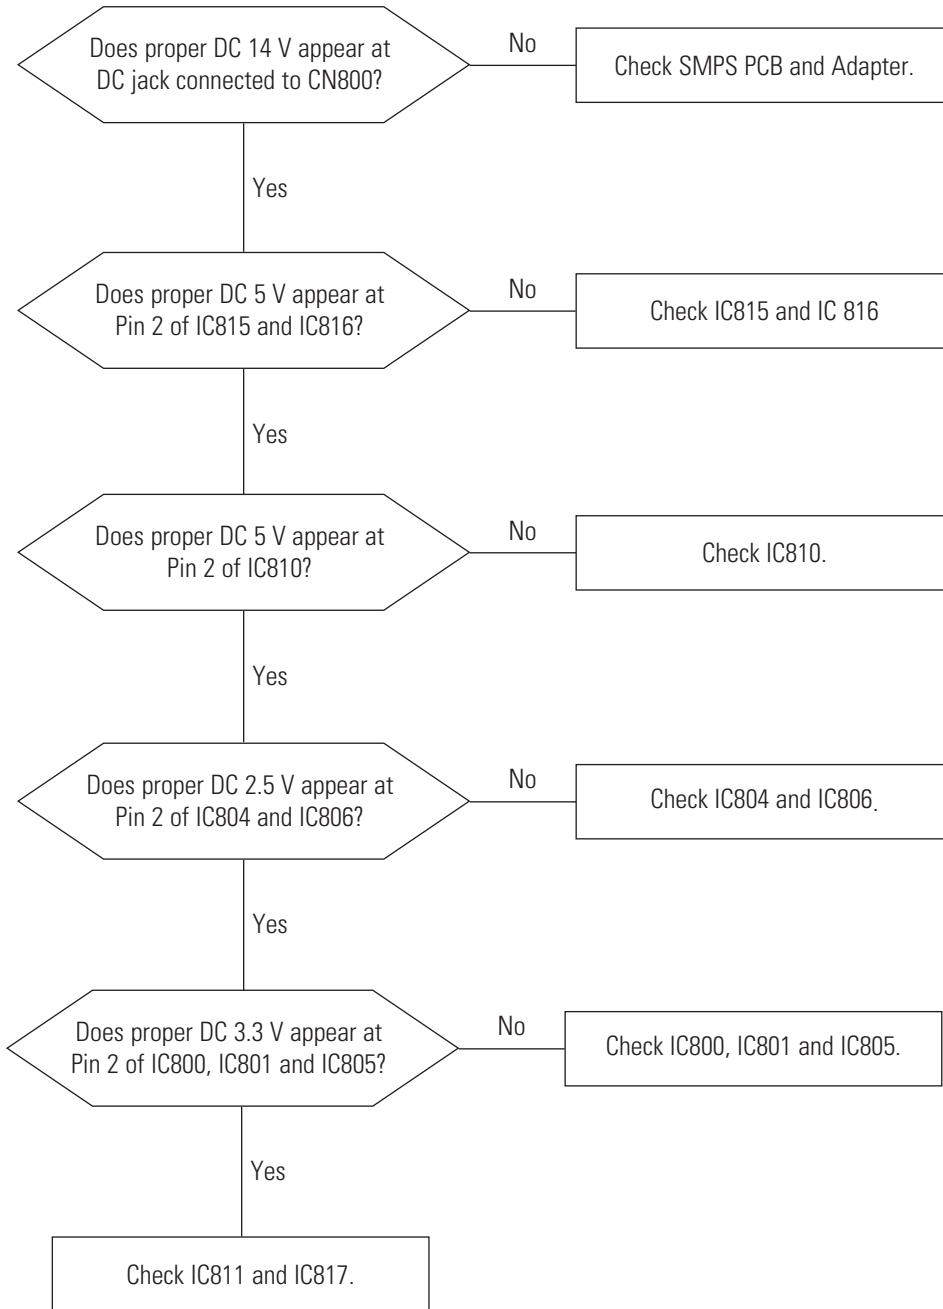 Does proper DC 14 V appear at
DC jack connected to CN800?
No
Check SMPS PCB and Adapter.
Yes
Does proper DC 5 V appear at
Pin 2 of IC815 and IC816?
No
Check IC815 and IC 816
Yes
Does proper DC 5 V appear at
Pin 2 of IC810?
No
Check IC810.
Yes
Does proper DC 2.5 V appear at
Pin 2 of IC804 and IC806?
No
Check IC804 and IC806.
Yes
Does proper DC 3.3 V appear at
Pin 2 of IC800, IC801 and IC805?
No
Check IC800, IC801 and IC805.
Yes
Check IC811 and IC817.